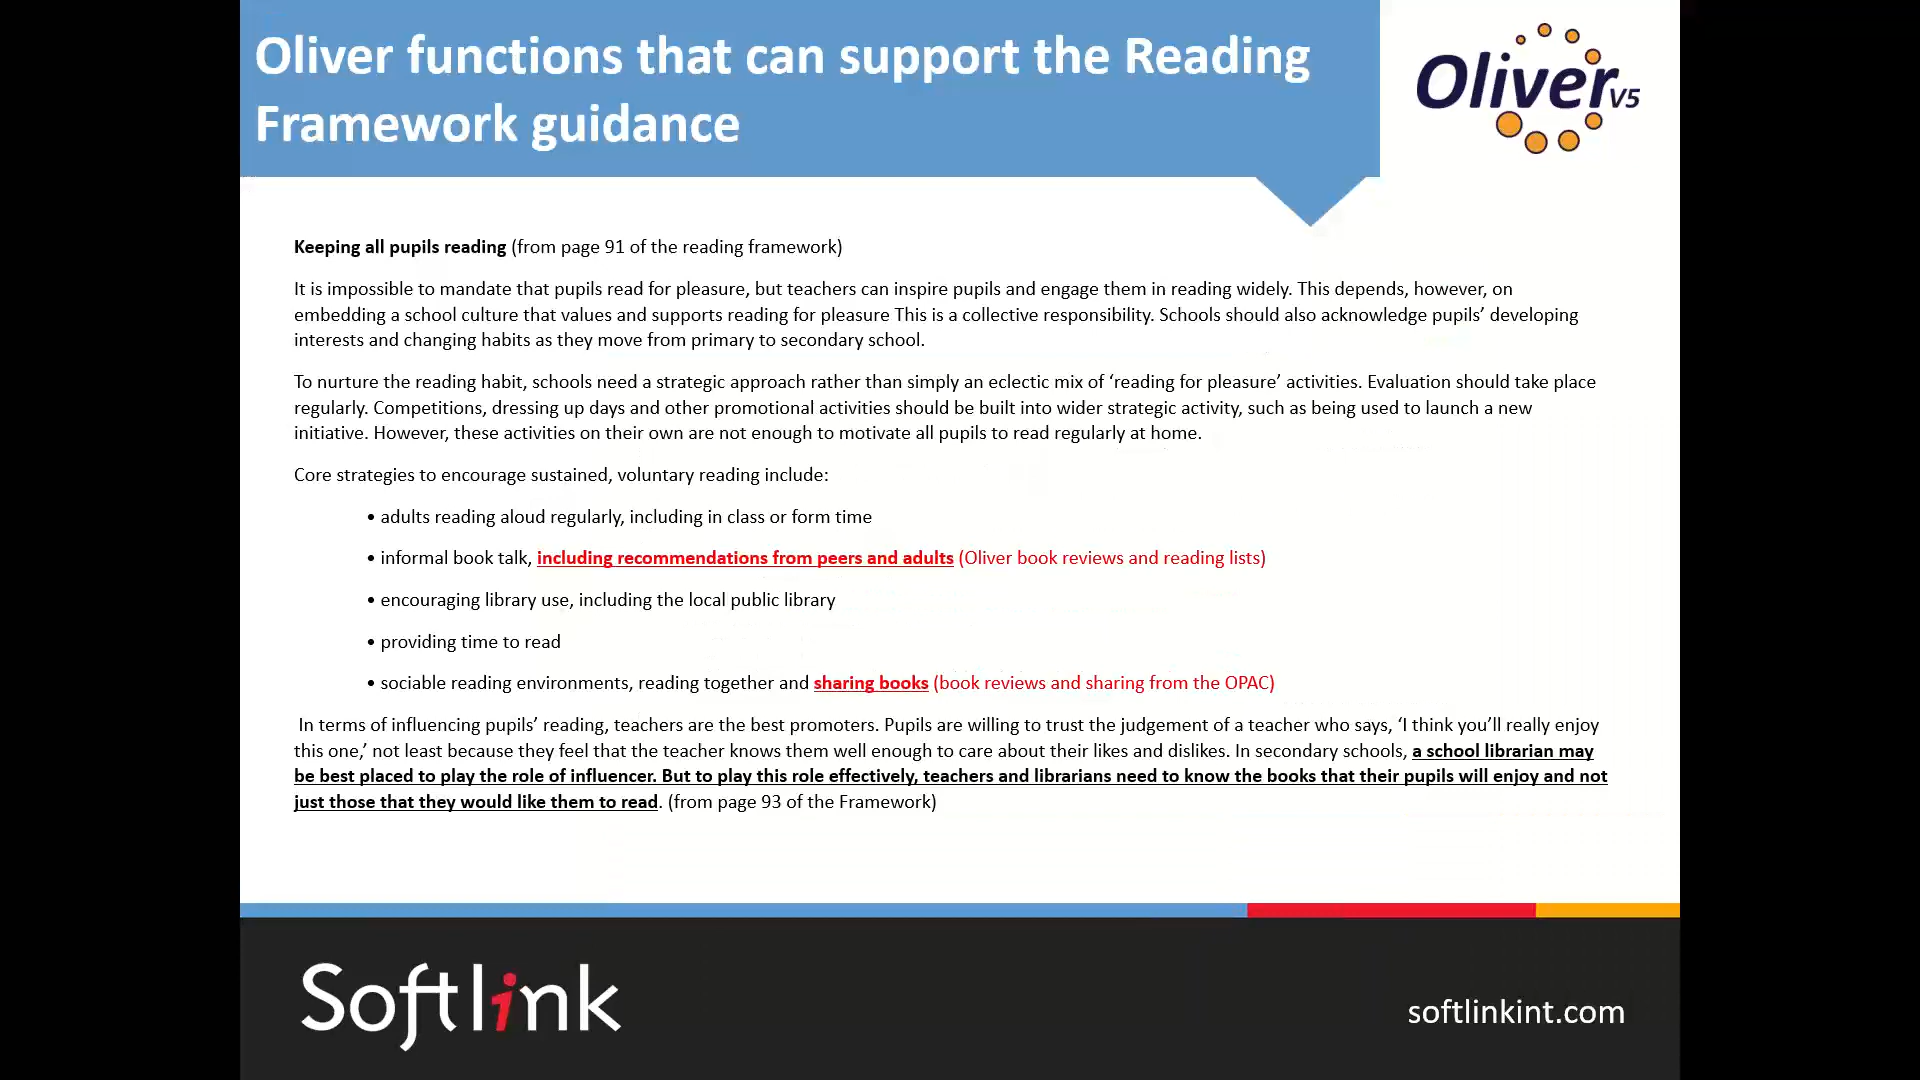 Oliver functions that can support the Reading
Framework guidance
Oliver V5
Keeping all pupils reading (from page 91 of the reading framework)
It is impossible to mandate that pupils read for pleasure, but teachers can inspire pupils and engage them in reading widely. This depends, however, on
embedding a school culture that values and supports reading for pleasure This is a collective responsibility. Schools should also acknowledge pupils’ developing
interests and changing habits as they move from primary to secondary school.
To nurture the reading habit, schools need a strategic approach rather than simply an eclectic mix of ‘reading for pleasure’ activities. Evaluation should take place
regularly. Competitions, dressing up days and other promotional activities should be built into wider strategic activity, such as being used to launch a new
initiative. However, these activities on their own are not enough to motivate all pupils to read regularly at home.
Core strategies to encourage sustained, voluntary reading include:
• adults reading aloud regularly, including in class or form time
• informal book talk, including recommendations from peers and adults (Oliver book reviews and reading lists)
• encouraging library use, including the local public library
• providing time to read
• sociable reading environments, reading together and sharing books (book reviews and sharing from the OPAC)
In terms of influencing pupils’ reading, teachers are the best promoters. Pupils are willing to trust the judgement of a teacher who says, ‘I think you’ll really enjoy
this one,’ not least because they feel that the teacher knows them well enough to care about their likes and dislikes. In secondary schools, a school librarian may
be best placed to play the role of influencer. But to play this role effectively, teachers and librarians need to know the books that their pupils will enjoy and not
just those that they would like them to read. (from page 93 of the Framework)
Softlink
softlinkint.com